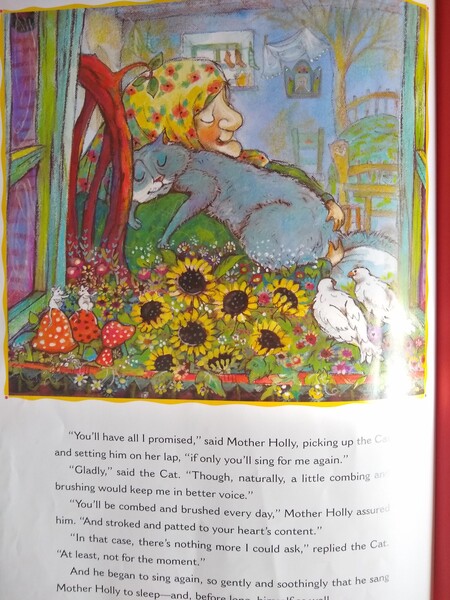 "You'll have all I promised," said Mother Holly, picking up the
and setting him on her lap, "if only you'll sing for me again."
"Gladly," said the Cat. "Though, naturally, a little combing
brushing would keep me in better voice."
"You'll be combed and brushed every day," Mother Holly assured
him. "And stroked and patted to your heart's content."
"In that case, there's nothing more I could ask," replied the Cat.
"At least, not for the moment."
And he began to sing again, so gently and soothingly that he sang
Mother Holly to sleep—and, before long,